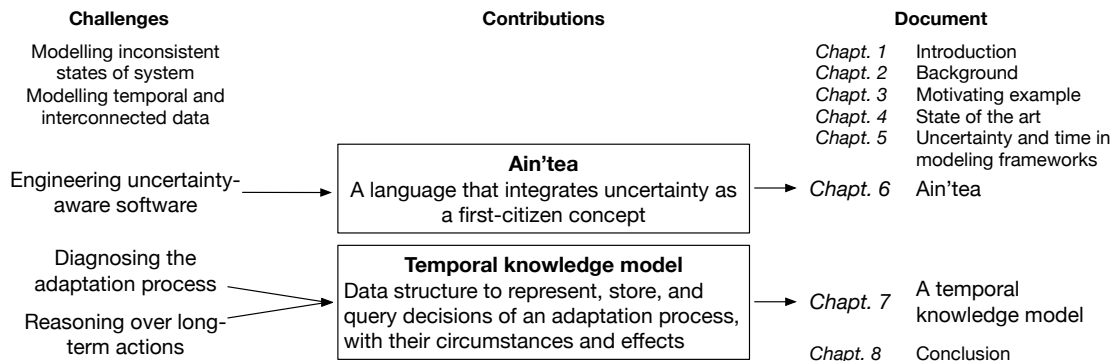 Challenges
Contributions
Document
Modelling inconsistent
states of system
Modelling temporal and
interconnected data
Chapt. 1 Introduction
Chapt. 2 Background
Chapt. 3 Motivating example
Chapt. 4 State of the art
Chapt. 5 Uncertainty and time in
modeling frameworks
Engineering uncertainty-
aware software
Ain'tea
A language that integrates uncertainty as
a first-citizen concept
Chapt. 6 Ain'tea
Diagnosing the
adaptation process
Reasoning over long-
term actions
Temporal knowledge model
Data structure to represent, store, and
query decisions of an adaptation process,
with their circumstances and effects
Chapt. 7 A temporal
knowledge model
Chapt. 8 Conclusion